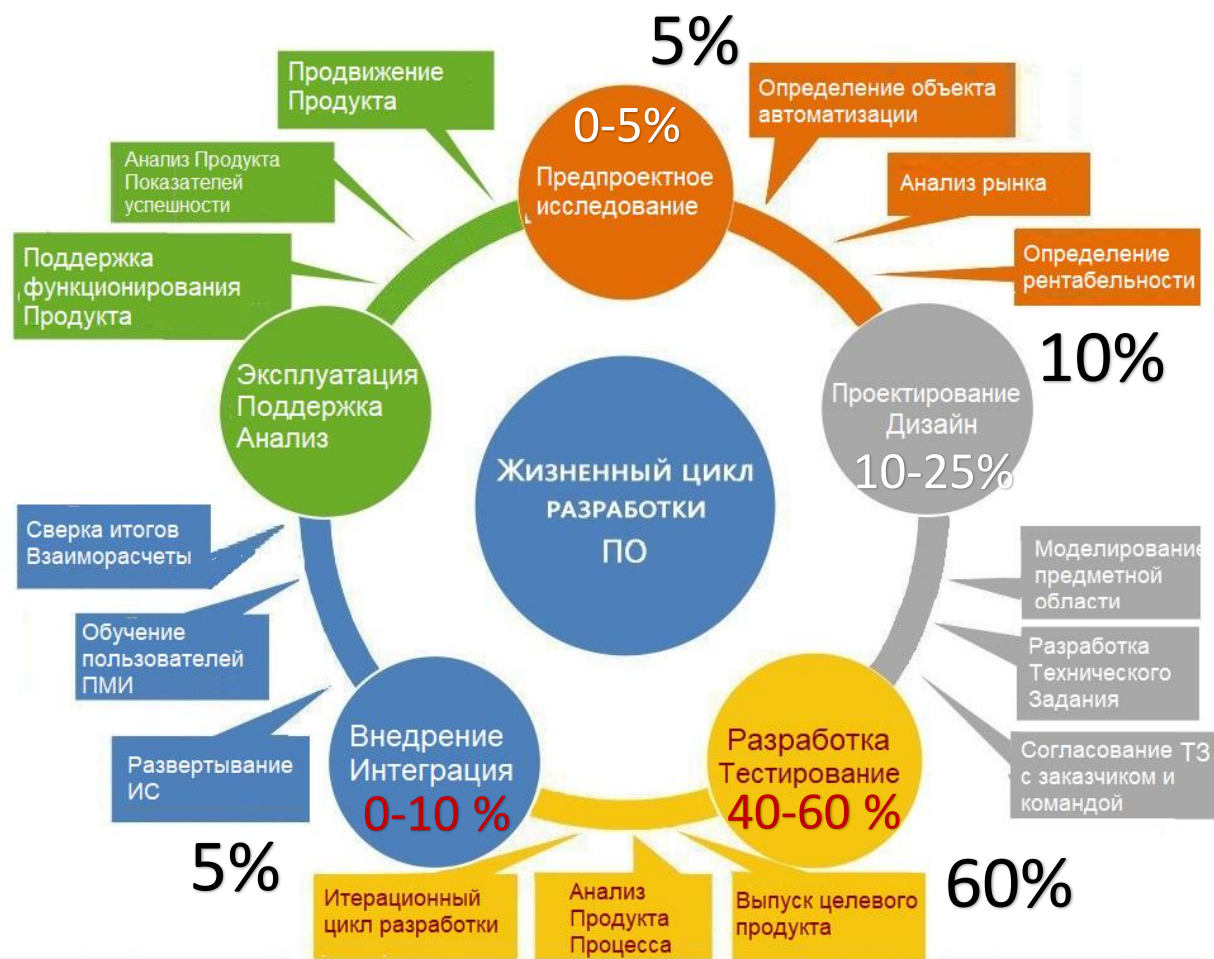 5%
Продвижение
Продукта
0-5%
Предпроектное
исследование
Определение объекта
автоматизации
Анализ Продукта
Показателей
успешности
Анализ рынка
Поддержка
функционирования
Продукта
Определение
рентабельности
10%
Эксплуатация
Поддержка
Анализ
Проектирование
Дизайн
10-25%
Жизненный цикл
разработки
ПО
Сверка итогов
Взаиморасчеты
Моделирование
предметной
области
Обучение
пользователей
ПМИ
Разработка
Технического
Задания
Внедрение
Интеграция
0-10 %
Разработка
Тестирование
40-60 %
Развертывание
ИС
Согласование ТЗ
с заказчиком и
командой
5%
60%
Итерационный
цикл разработки
Анализ
Продукта
Процесса
Выпуск целевого
продукта